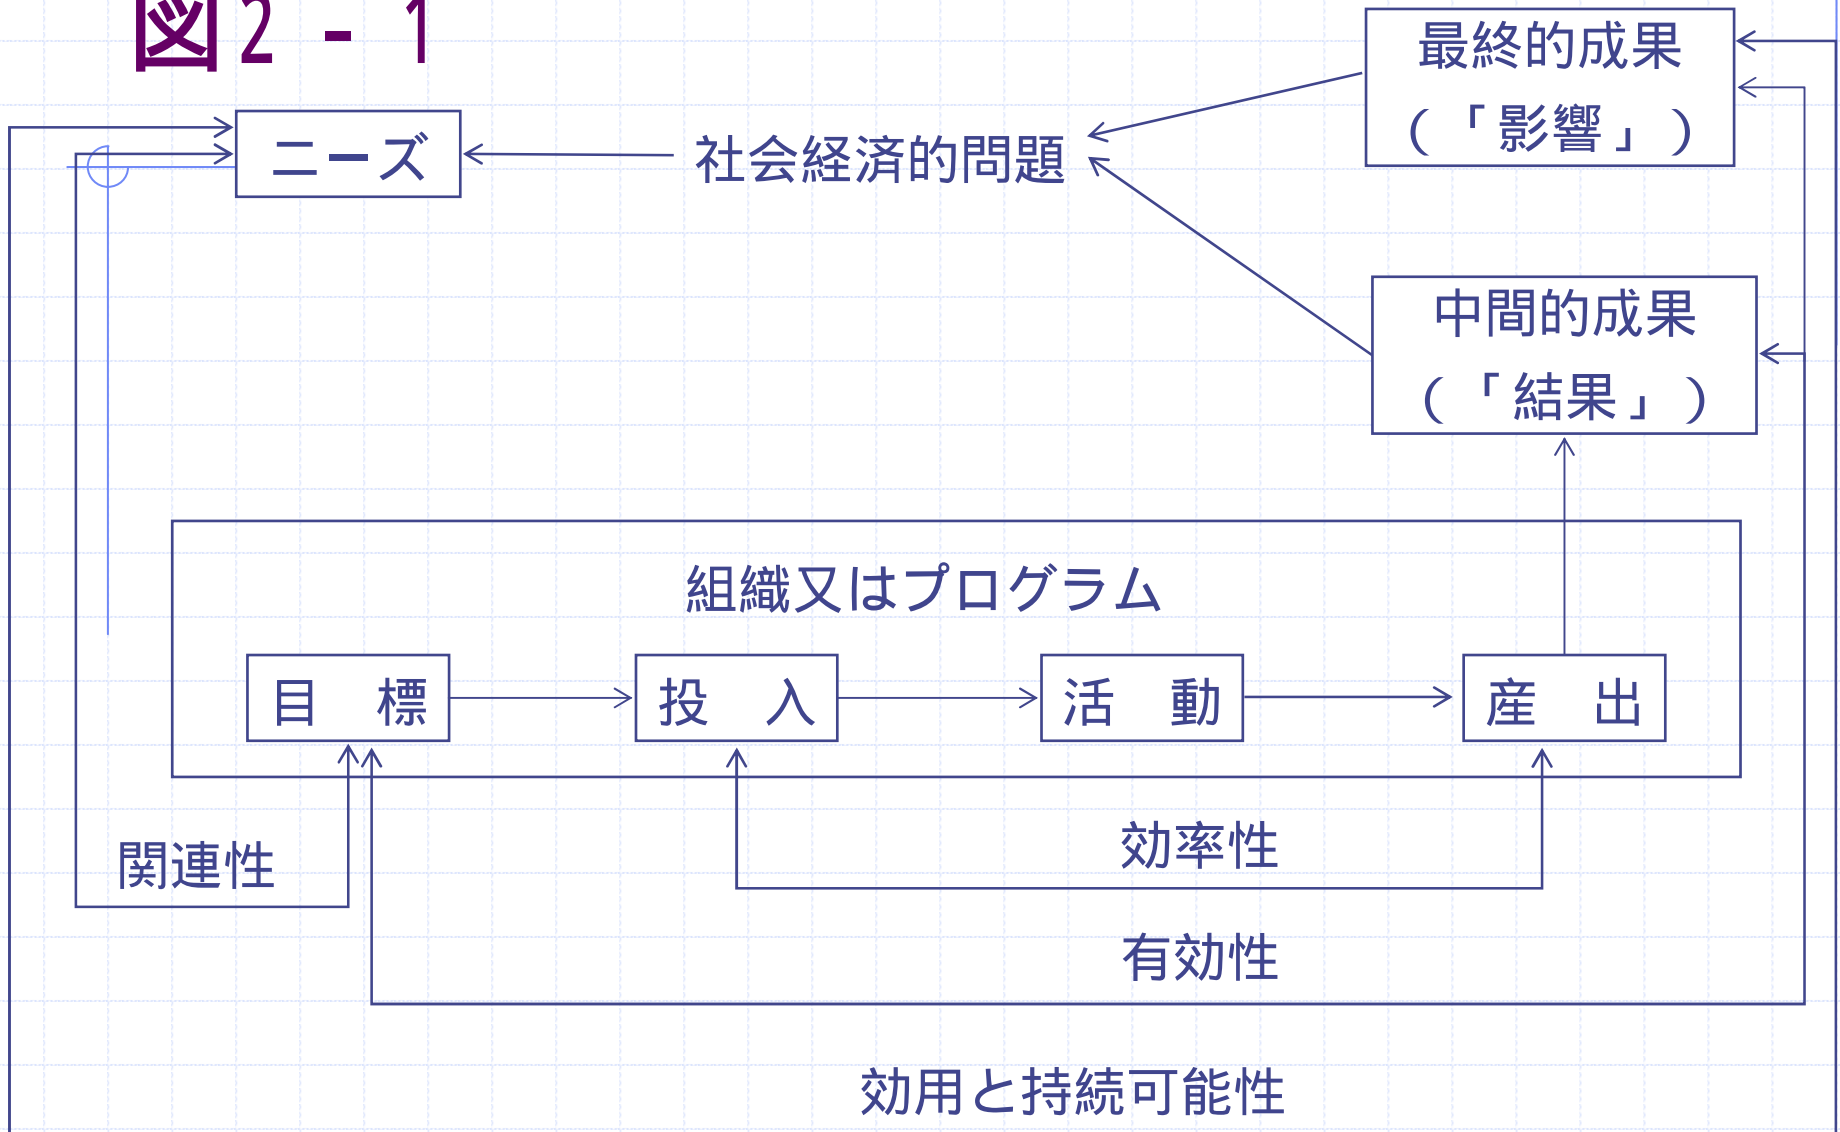 図2-1
最終的成果
(「影響」)
ニーズ
社会経済的問題
中間的成果
(「結果」)
組織又はプログラム
目 標
投 入
活 動
産 出
関連性
効率性
有効性
効用と持続可能性